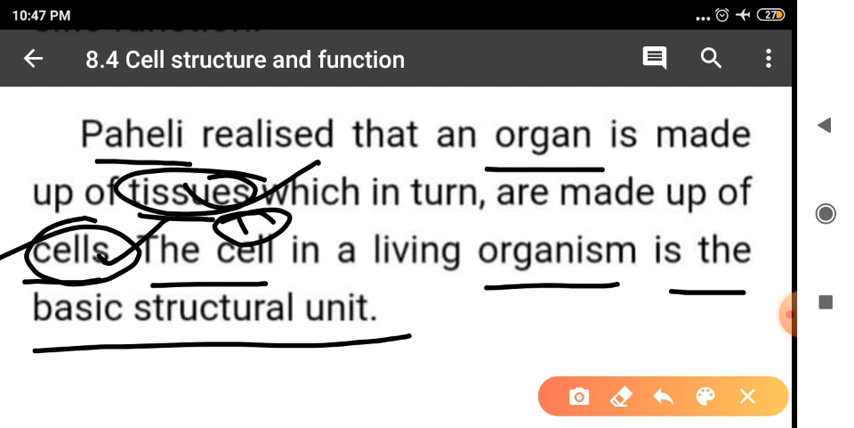 10:47 PM
27
8.4 Cell structure and function
Paheli realised that an organ is made
up of tissues which in turn, are made up of
cells. The cell in a living organism is the
basic structural unit.